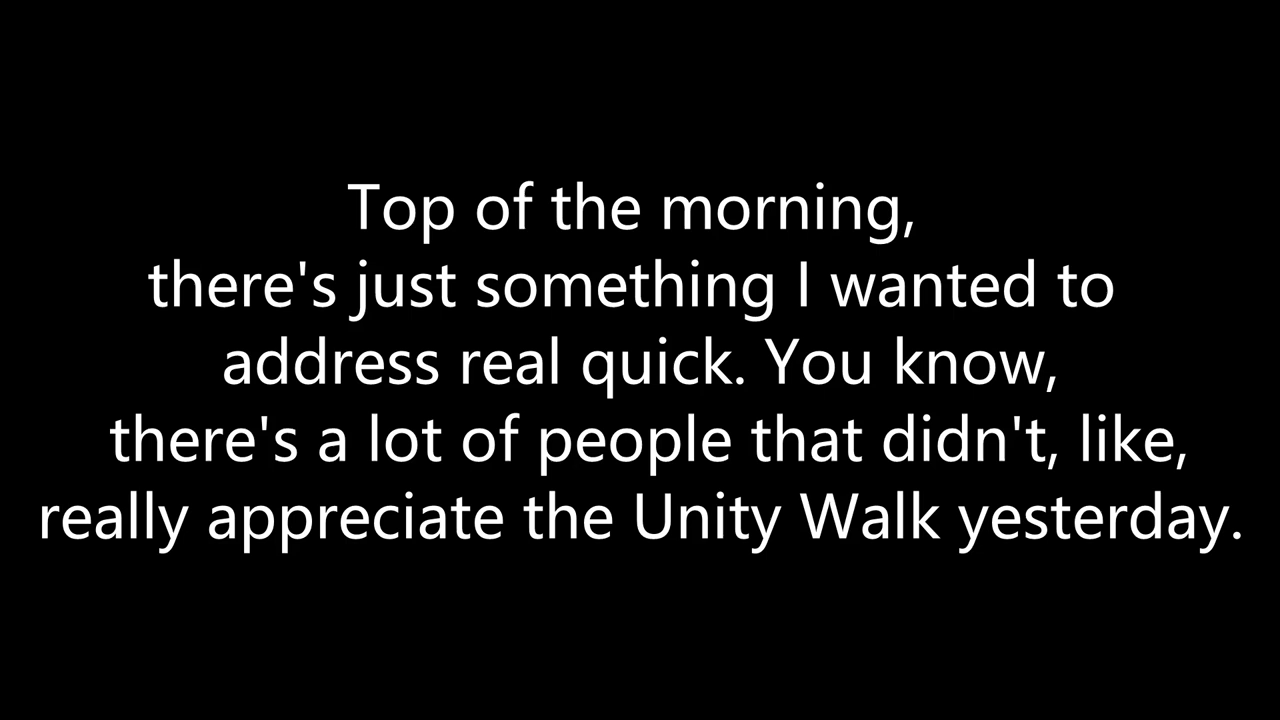 Top of the morning,
there's just something I wanted to
address real quick. You know,
there's a lot of people that didn't, like,
really appreciate the Unity Walk yesterday.